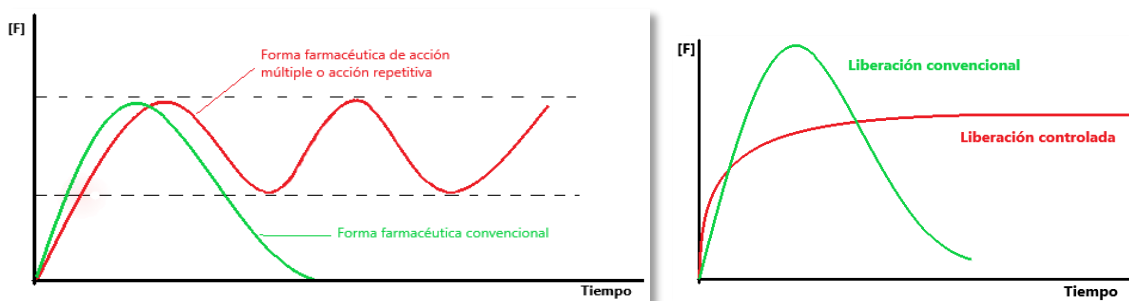 [F]
Forma farmacéutica de acción
múltiple o acción repetitiva
Forma farmacéutica convencional
Tiempo
[F]
Liberación convencional
Liberación controlada
Tiempo